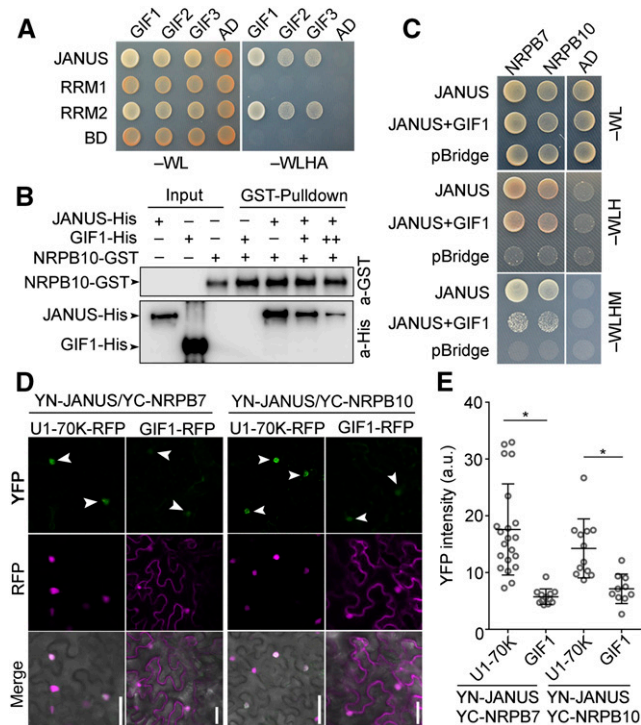 A
GIF1 GIF2 GIF3 AD GIF1 GIF2 GIF3 AD
JANUS
RRM1
RRM2
BD
–WL –WLHA
B
Input GST-Pulldown
JANUS-His + – – – + + +
GIF1-His – + – + – + ++
NRPB10-GST – – + + + + +
NRPB10-GST
a-GST
JANUS-His
GIF1-His
a-His
C
NRPB7 NRPB10 AD
JANUS
JANUS+GIF1
pBridge
–WL
JANUS
JANUS+GIF1
pBridge
–WLH
JANUS
JANUS+GIF1
pBridge
–WLHM
D
YN-JANUS/YC-NRPB7 YN-JANUS/YC-NRPB10
U1-70K-RFP GIF1-RFP U1-70K-RFP GIF1-RFP
YFP
RFP
Merge
E
YFP intensity (a.u.)
40
30
20
10
0
* *
U1-70K GIF1 U1-70K GIF1
YN-JANUS YN-JANUS
YC-NRPB7 YC-NRPB10